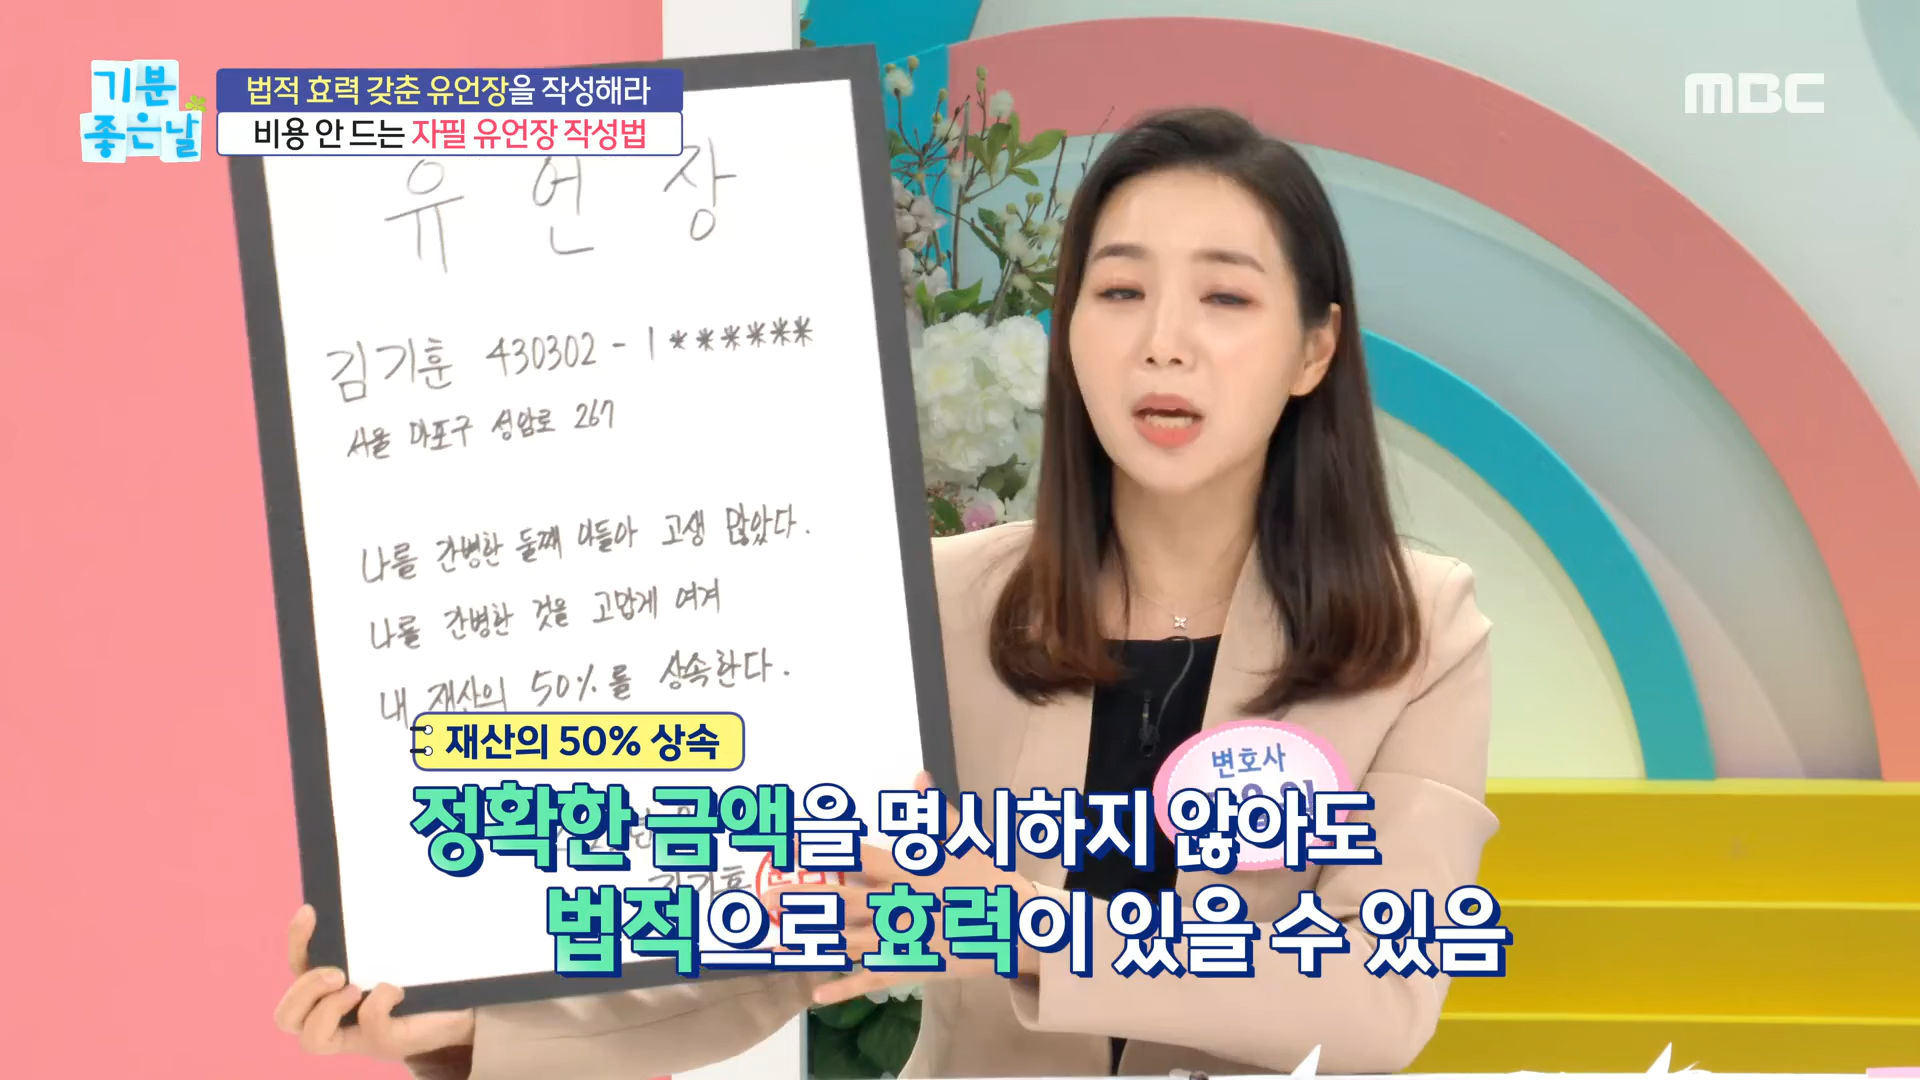 기분
좋은날
법적 효력 갖춘 유언장을 작성해라
비용 안 드는 자필 유언장 작성법
MBC
유 언 장
김기훈 430302-1******
서울 마포구 성암로 267
나를 간병한 둘째 아들아 고생 많았다.
나를 간병한 것을 고맙게 여겨
내 재산의 50%를 상속한다.
재산의 50% 상속
변호사
정확한 금액을 명시하지 않아도
법적으로 효력이 있을 수 있음